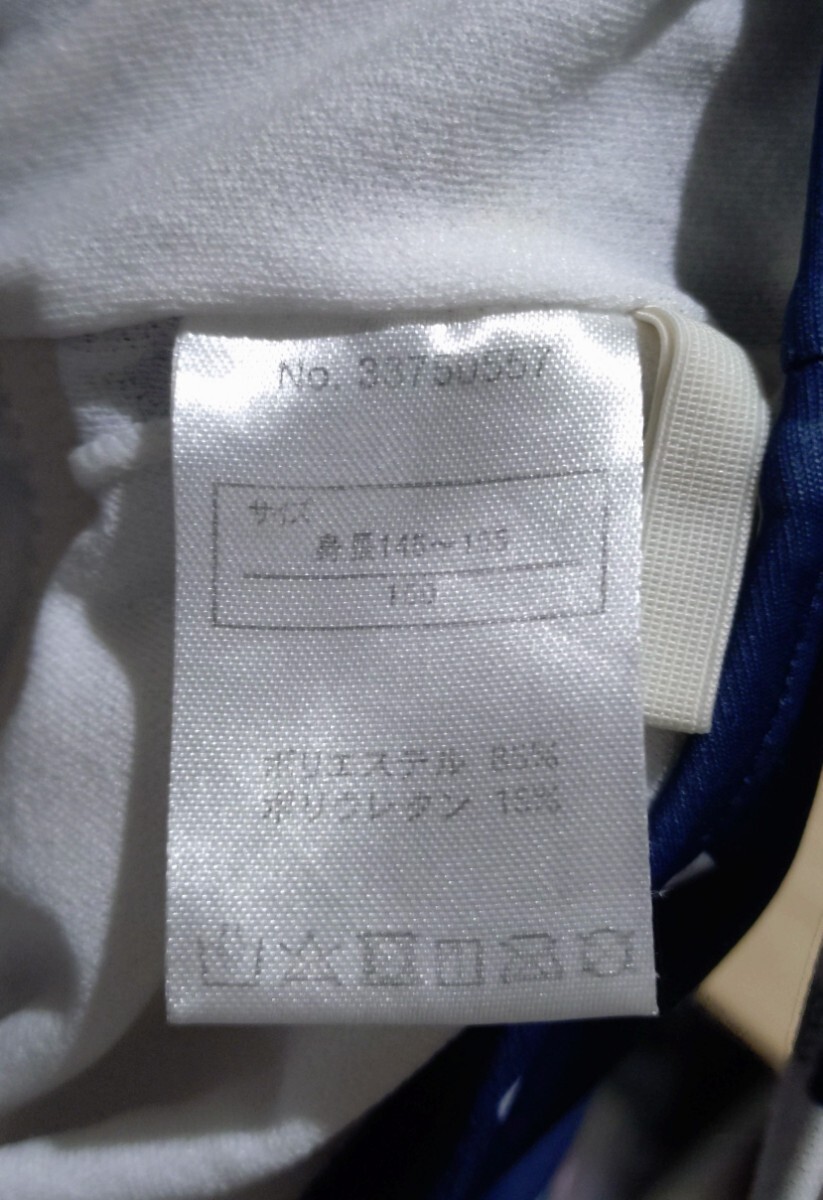 No. 33750557
サイズ
身長145～155
150
ポリエステル 85%
ポリウレタン 15%